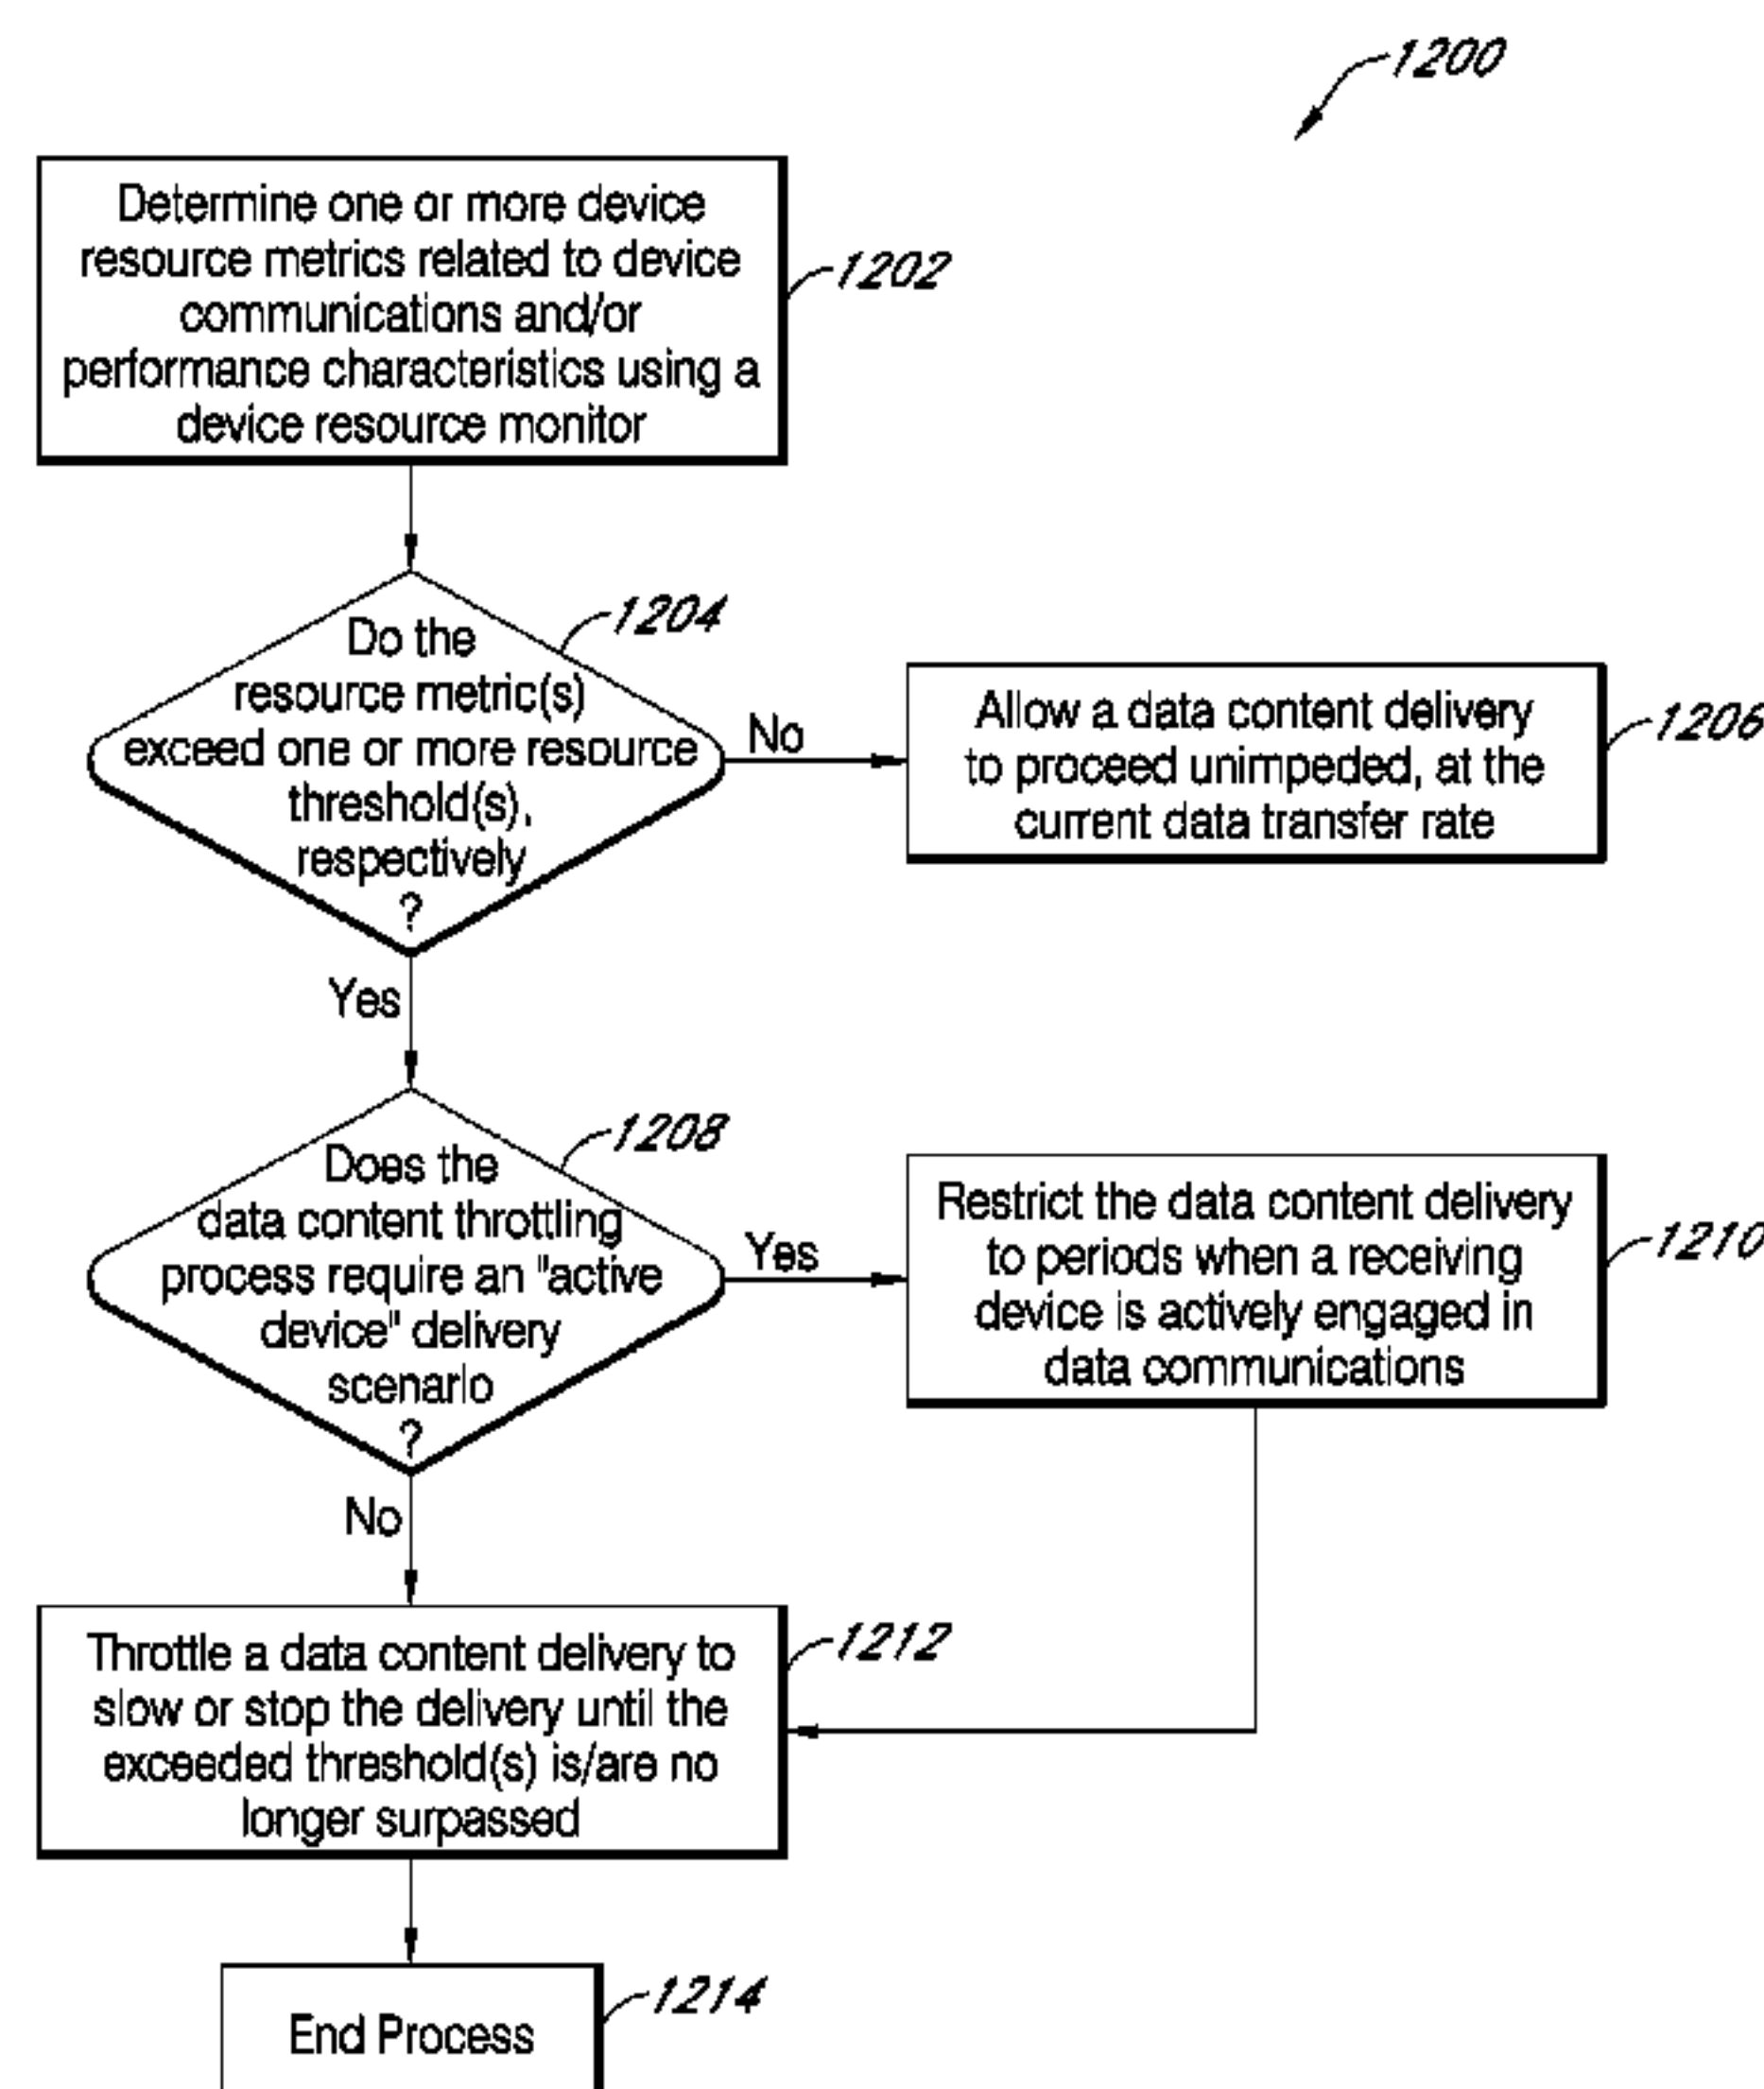 1200
Determine one or more device
resource metrics related to device
communications and/or
performance characteristics using a
device resource monitor
1202
Do the
resource metric(s)
exceed one or more resource
threshold(s),
respectively
?
1204
No
Allow a data content delivery
to proceed unimpeded, at the
current data transfer rate
1206
Yes
Does the
data content throttling
process require an "active
device" delivery
scenario
?
1208
Yes
Restrict the data content delivery
to periods when a receiving
device is actively engaged in
data communications
1210
No
Throttle a data content delivery to
slow or stop the delivery until the
exceeded threshold(s) is/are no
longer surpassed
1212
End Process
1214